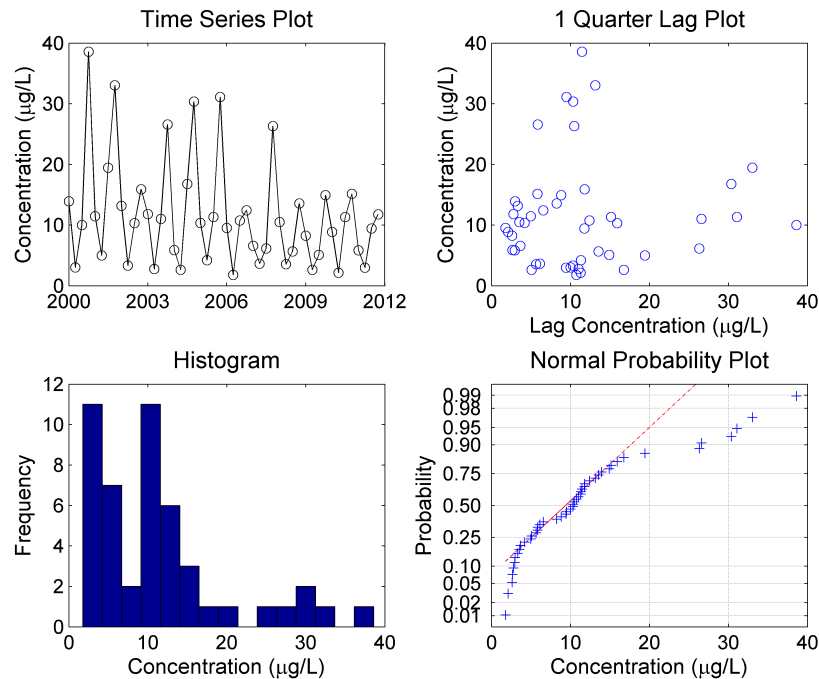 Time Series Plot
Concentration (μg/L)
40
30
20
10
0
2000 2003 2006 2009 2012
1 Quarter Lag Plot
Concentration (μg/L)
40
30
20
10
0
0 10 20 30 40
Lag Concentration (μg/L)
Histogram
Frequency
12
10
8
6
4
2
0
0 10 20 30 40
Concentration (μg/L)
Normal Probability Plot
Probability
0.99
0.98
0.95
0.90
0.75
0.50
0.25
0.10
0.05
0.02
0.01
0 10 20 30 40
Concentration (μg/L)